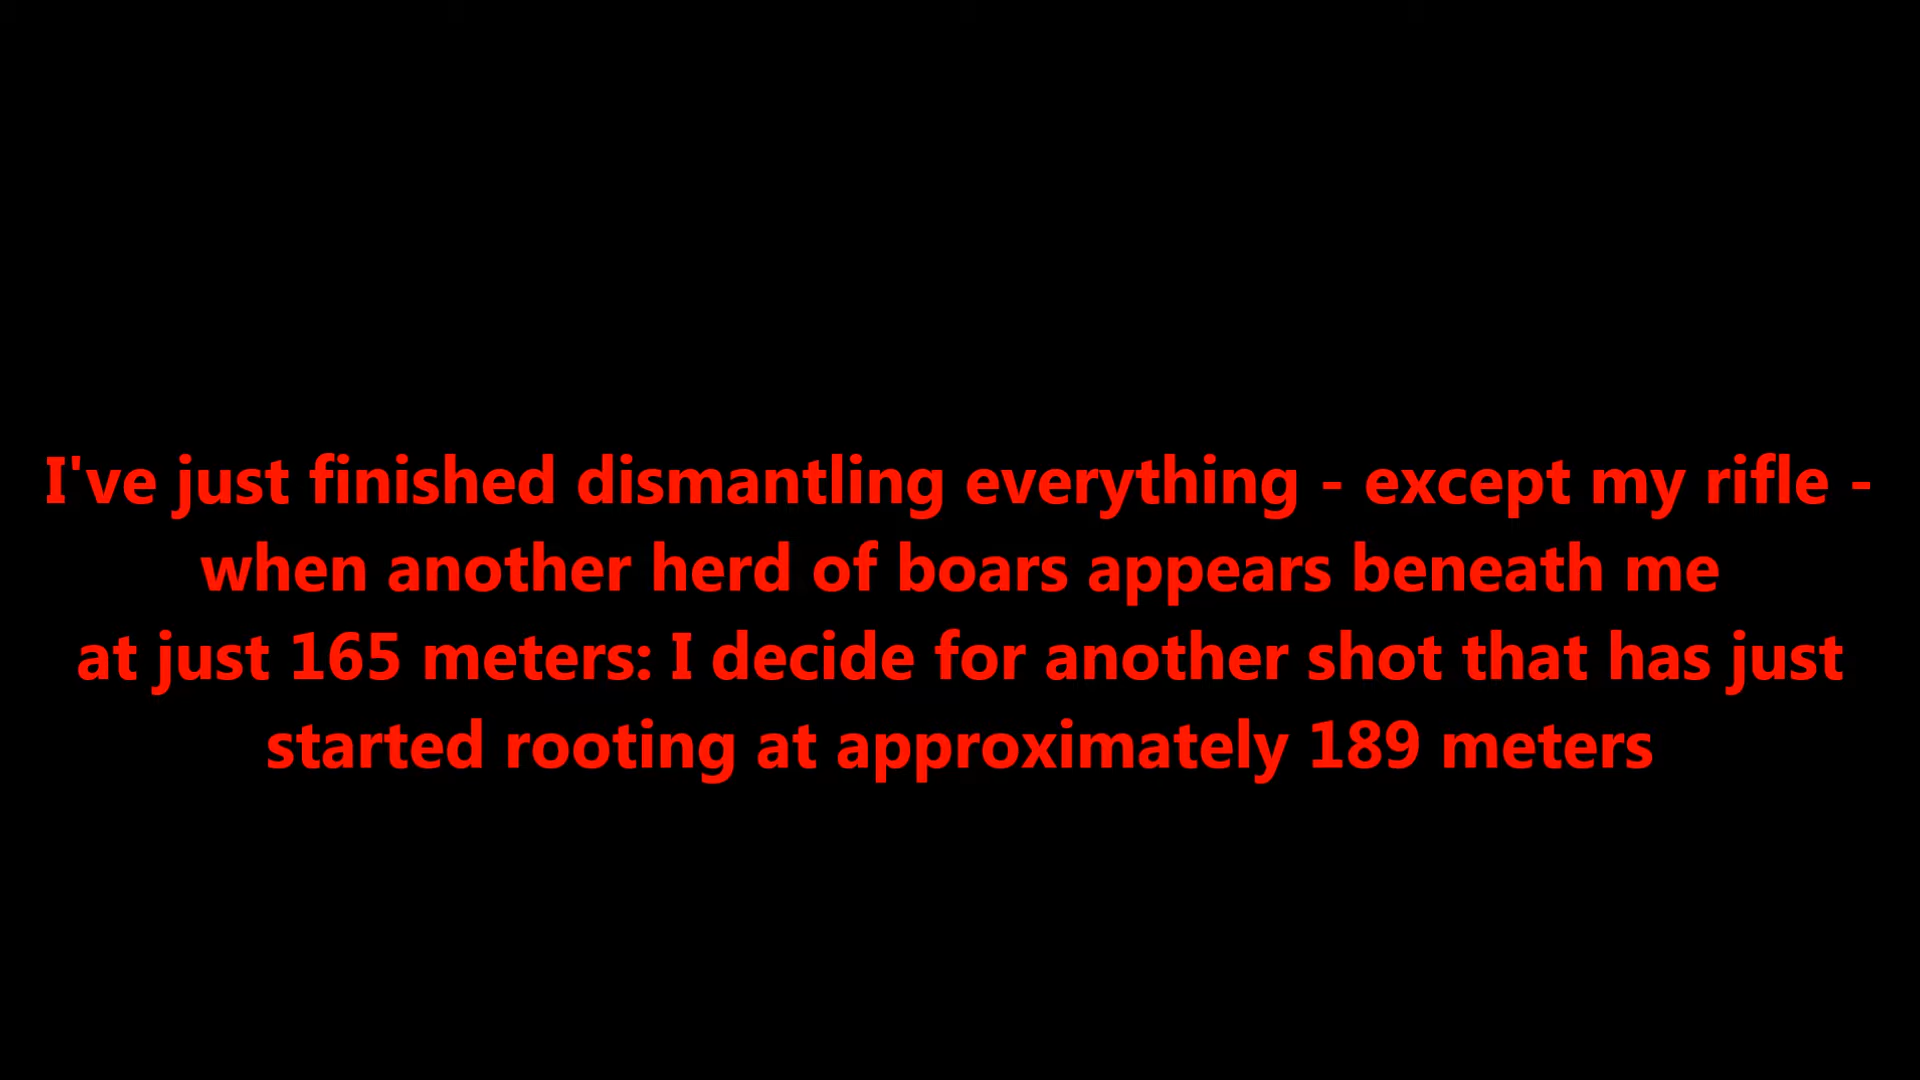 I've just finished dismantling everything - except my rifle -
when another herd of boars appears beneath me
at just 165 meters: I decide for another shot that has just
started rooting at approximately 189 meters